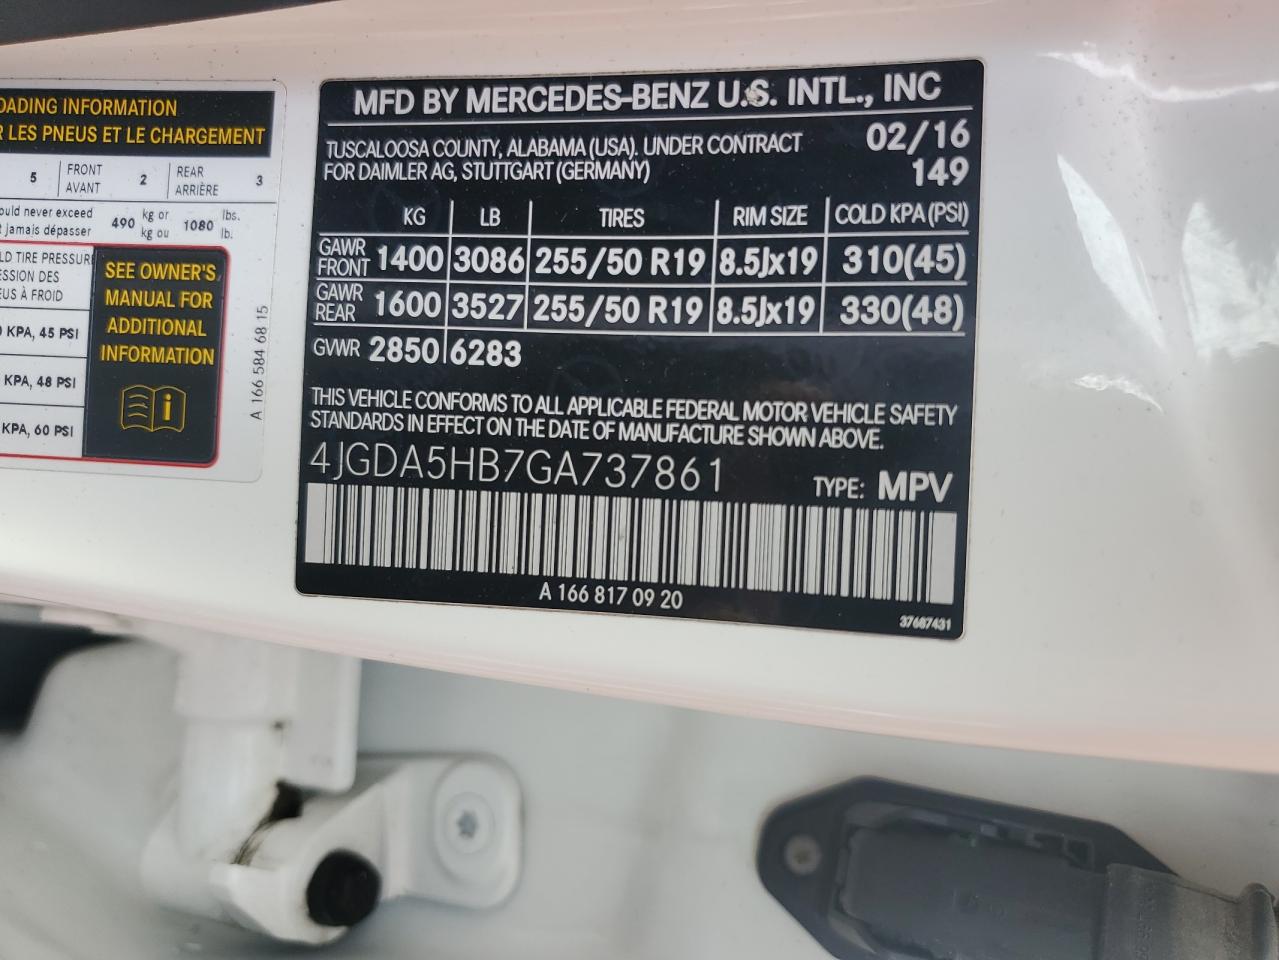 OADING INFORMATION
R LES PNEUS ET LE CHARGEMENT
5 FRONT AVANT 2 REAR ARRIÈRE 3
never exceed 490 kg or 1080 lbs.
jamais dépasser kg ou lb.
TIRE PRESSURE
DES
À FROID
KPA, 45 PSI
KPA, 48 PSI
KPA, 60 PSI
SEE OWNER'S
MANUAL FOR
ADDITIONAL
INFORMATION
i
A 166 584 68 15
MFD BY MERCEDES-BENZ U.S. INTL., INC
TUSCALOOSA COUNTY, ALABAMA (USA). UNDER CONTRACT 02/16
FOR DAIMLER AG, STUTTGART (GERMANY) 149
KG LB TIRES RIM SIZE COLD KPA (PSI)
GAWR FRONT 1400 3086 255/50 R19 8.5Jx19 310(45)
GAWR REAR 1600 3527 255/50 R19 8.5Jx19 330(48)
GVWR 2850 6283
THIS VEHICLE CONFORMS TO ALL APPLICABLE FEDERAL MOTOR VEHICLE SAFETY
STANDARDS IN EFFECT ON THE DATE OF MANUFACTURE SHOWN ABOVE.
4JGDA5HB7GA737861 TYPE: MPV
A 166 817 09 20
37687431